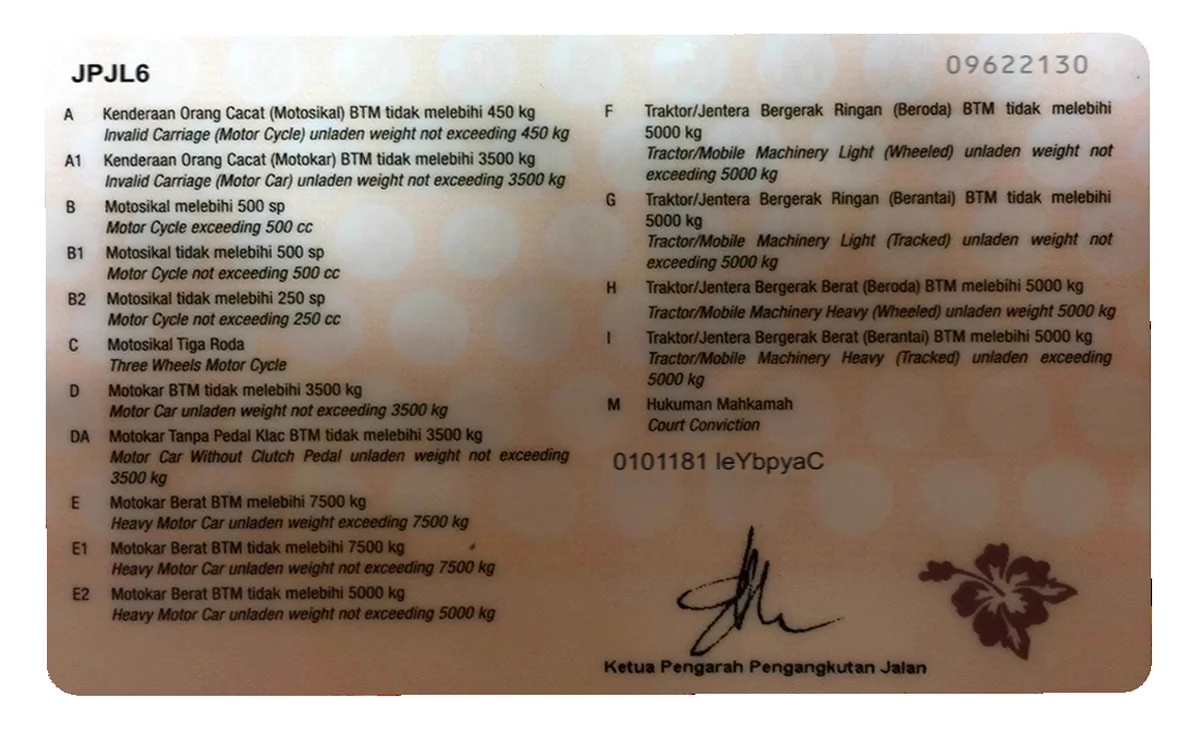 JPJL6
09622130
A Kenderaan Orang Cacat (Motosikal) BTM tidak melebihi 450 kg
Invalid Carriage (Motor Cycle) unladen weight not exceeding 450 kg
A1 Kenderaan Orang Cacat (Motokar) BTM tidak melebihi 3500 kg
Invalid Carriage (Motor Car) unladen weight not exceeding 3500 kg
B Motosikal melebihi 500 sp
Motor Cycle exceeding 500 cc
B1 Motosikal tidak melebihi 500 sp
Motor Cycle not exceeding 500 cc
B2 Motosikal tidak melebihi 250 sp
Motor Cycle not exceeding 250 cc
C Motosikal Tiga Roda
Three Wheels Motor Cycle
D Motokar BTM tidak melebihi 3500 kg
Motor Car unladen weight not exceeding 3500 kg
DA Motokar Tanpa Pedal Klac BTM tidak melebihi 3500 kg
Motor Car Without Clutch Pedal unladen weight not exceeding
3500 kg
E Motokar Berat BTM melebihi 7500 kg
Heavy Motor Car unladen weight exceeding 7500 kg
E1 Motokar Berat BTM tidak melebihi 7500 kg
Heavy Motor Car unladen weight not exceeding 7500 kg
E2 Motokar Berat BTM tidak melebihi 5000 kg
Heavy Motor Car unladen weight not exceeding 5000 kg
F Traktor/Jentera Bergerak Ringan (Beroda) BTM tidak melebihi
5000 kg
Tractor/Mobile Machinery Light (Wheeled) unladen weight not
exceeding 5000 kg
G Traktor/Jentera Bergerak Ringan (Berantai) BTM tidak melebihi
5000 kg
Tractor/Mobile Machinery Light (Tracked) unladen weight not
exceeding 5000 kg
H Traktor/Jentera Bergerak Berat (Beroda) BTM melebihi 5000 kg
Tractor/Mobile Machinery Heavy (Wheeled) unladen weight 5000 kg
I Traktor/Jentera Bergerak Berat (Berantai) BTM melebihi 5000 kg
Tractor/Mobile Machinery Heavy (Tracked) unladen exceeding
5000 kg
M Hukuman Mahkamah
Court Conviction
0101181 leYbpyaC
Ketua Pengarah Pengangkutan Jalan